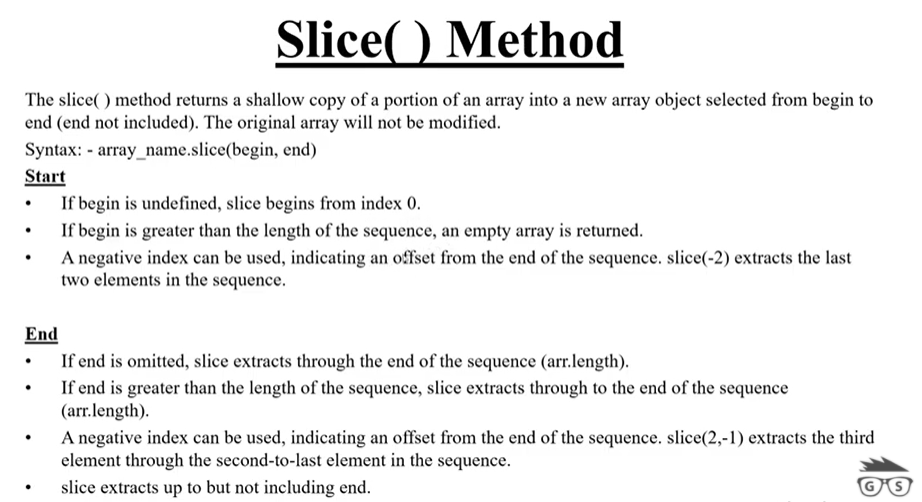 Slice( ) Method
The slice( ) method returns a shallow copy of a portion of an array into a new array object selected from begin to
end (end not included). The original array will not be modified.
Syntax: - array_name.slice(begin, end)
Start
• If begin is undefined, slice begins from index 0.
• If begin is greater than the length of the sequence, an empty array is returned.
• A negative index can be used, indicating an offset from the end of the sequence. slice(-2) extracts the last
two elements in the sequence.
End
• If end is omitted, slice extracts through the end of the sequence (arr.length).
• If end is greater than the length of the sequence, slice extracts through to the end of the sequence
(arr.length).
• A negative index can be used, indicating an offset from the end of the sequence. slice(2,-1) extracts the third
element through the second-to-last element in the sequence.
• slice extracts up to but not including end.
G S